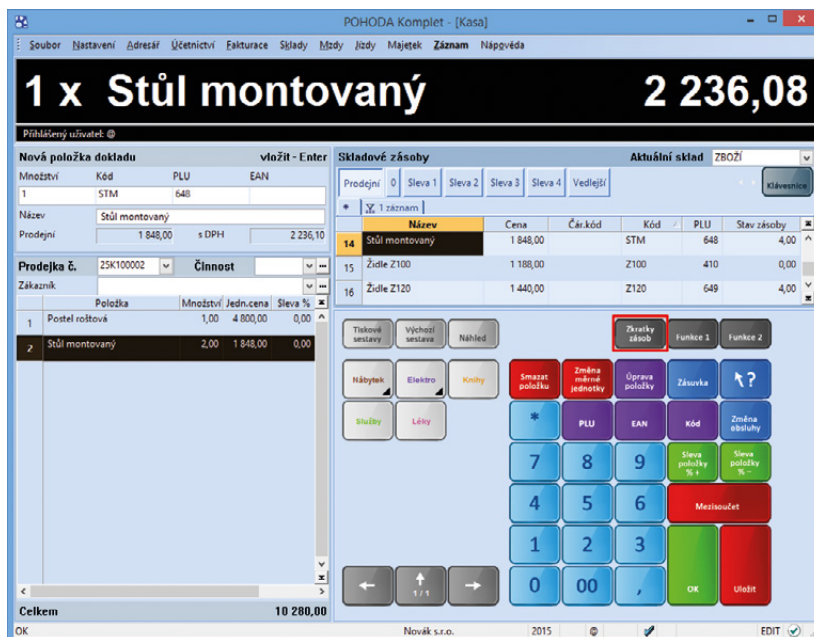 POHODA Komplet - [Kasa]
Soubor Nastavení Adresář Účetnictví Fakturace Sklady Mzdy Jízdy Majetek Záznam Nápověda
1 x Stůl montovaný 2 236,08
Přihlášený uživatel: @
Nová položka dokladu vložit - Enter
Množství Kód PLU EAN
1 STM 648
Název Stůl montovaný
Prodejní 1 848,00 s DPH 2 236,10
Prodejka č. 25K100002 Činnost
Zákazník
Položka Množství Jedn.cena Sleva %
1 Postel roštová 1,00 4 800,00 0,00
2 Stůl montovaný 2,00 1 848,00 0,00
Celkem 10 280,00
Skladové zásoby Aktuální sklad ZBOŽÍ
Prodejní 0 Sleva 1 Sleva 2 Sleva 3 Sleva 4 Vedlejší Klávesnice
* 1 záznam
Název Cena Čár.kód Kód PLU Stav zásoby
14 Stůl montovaný 1 848,00 STM 648 4,00
15 Židle Z100 1 188,00 Z100 410 0,00
16 Židle Z120 1 440,00 Z120 649 4,00
Tiskové sestavy Výchozí sestava Náhled Zkratky zásob Funkce 1 Funkce 2
Nábytek Elektro Knihy Smazat položku Změna měrné jednotky Úprava položky Zásuvka ?
Služby Léky * PLU EAN Kód Změna obsluhy
7 8 9 Sleva položky % + Sleva položky % -
4 5 6 Mezisoučet
1 2 3
1/1 0 00 , OK Uložit
OK Novák s.r.o. 2015 @ EDIT